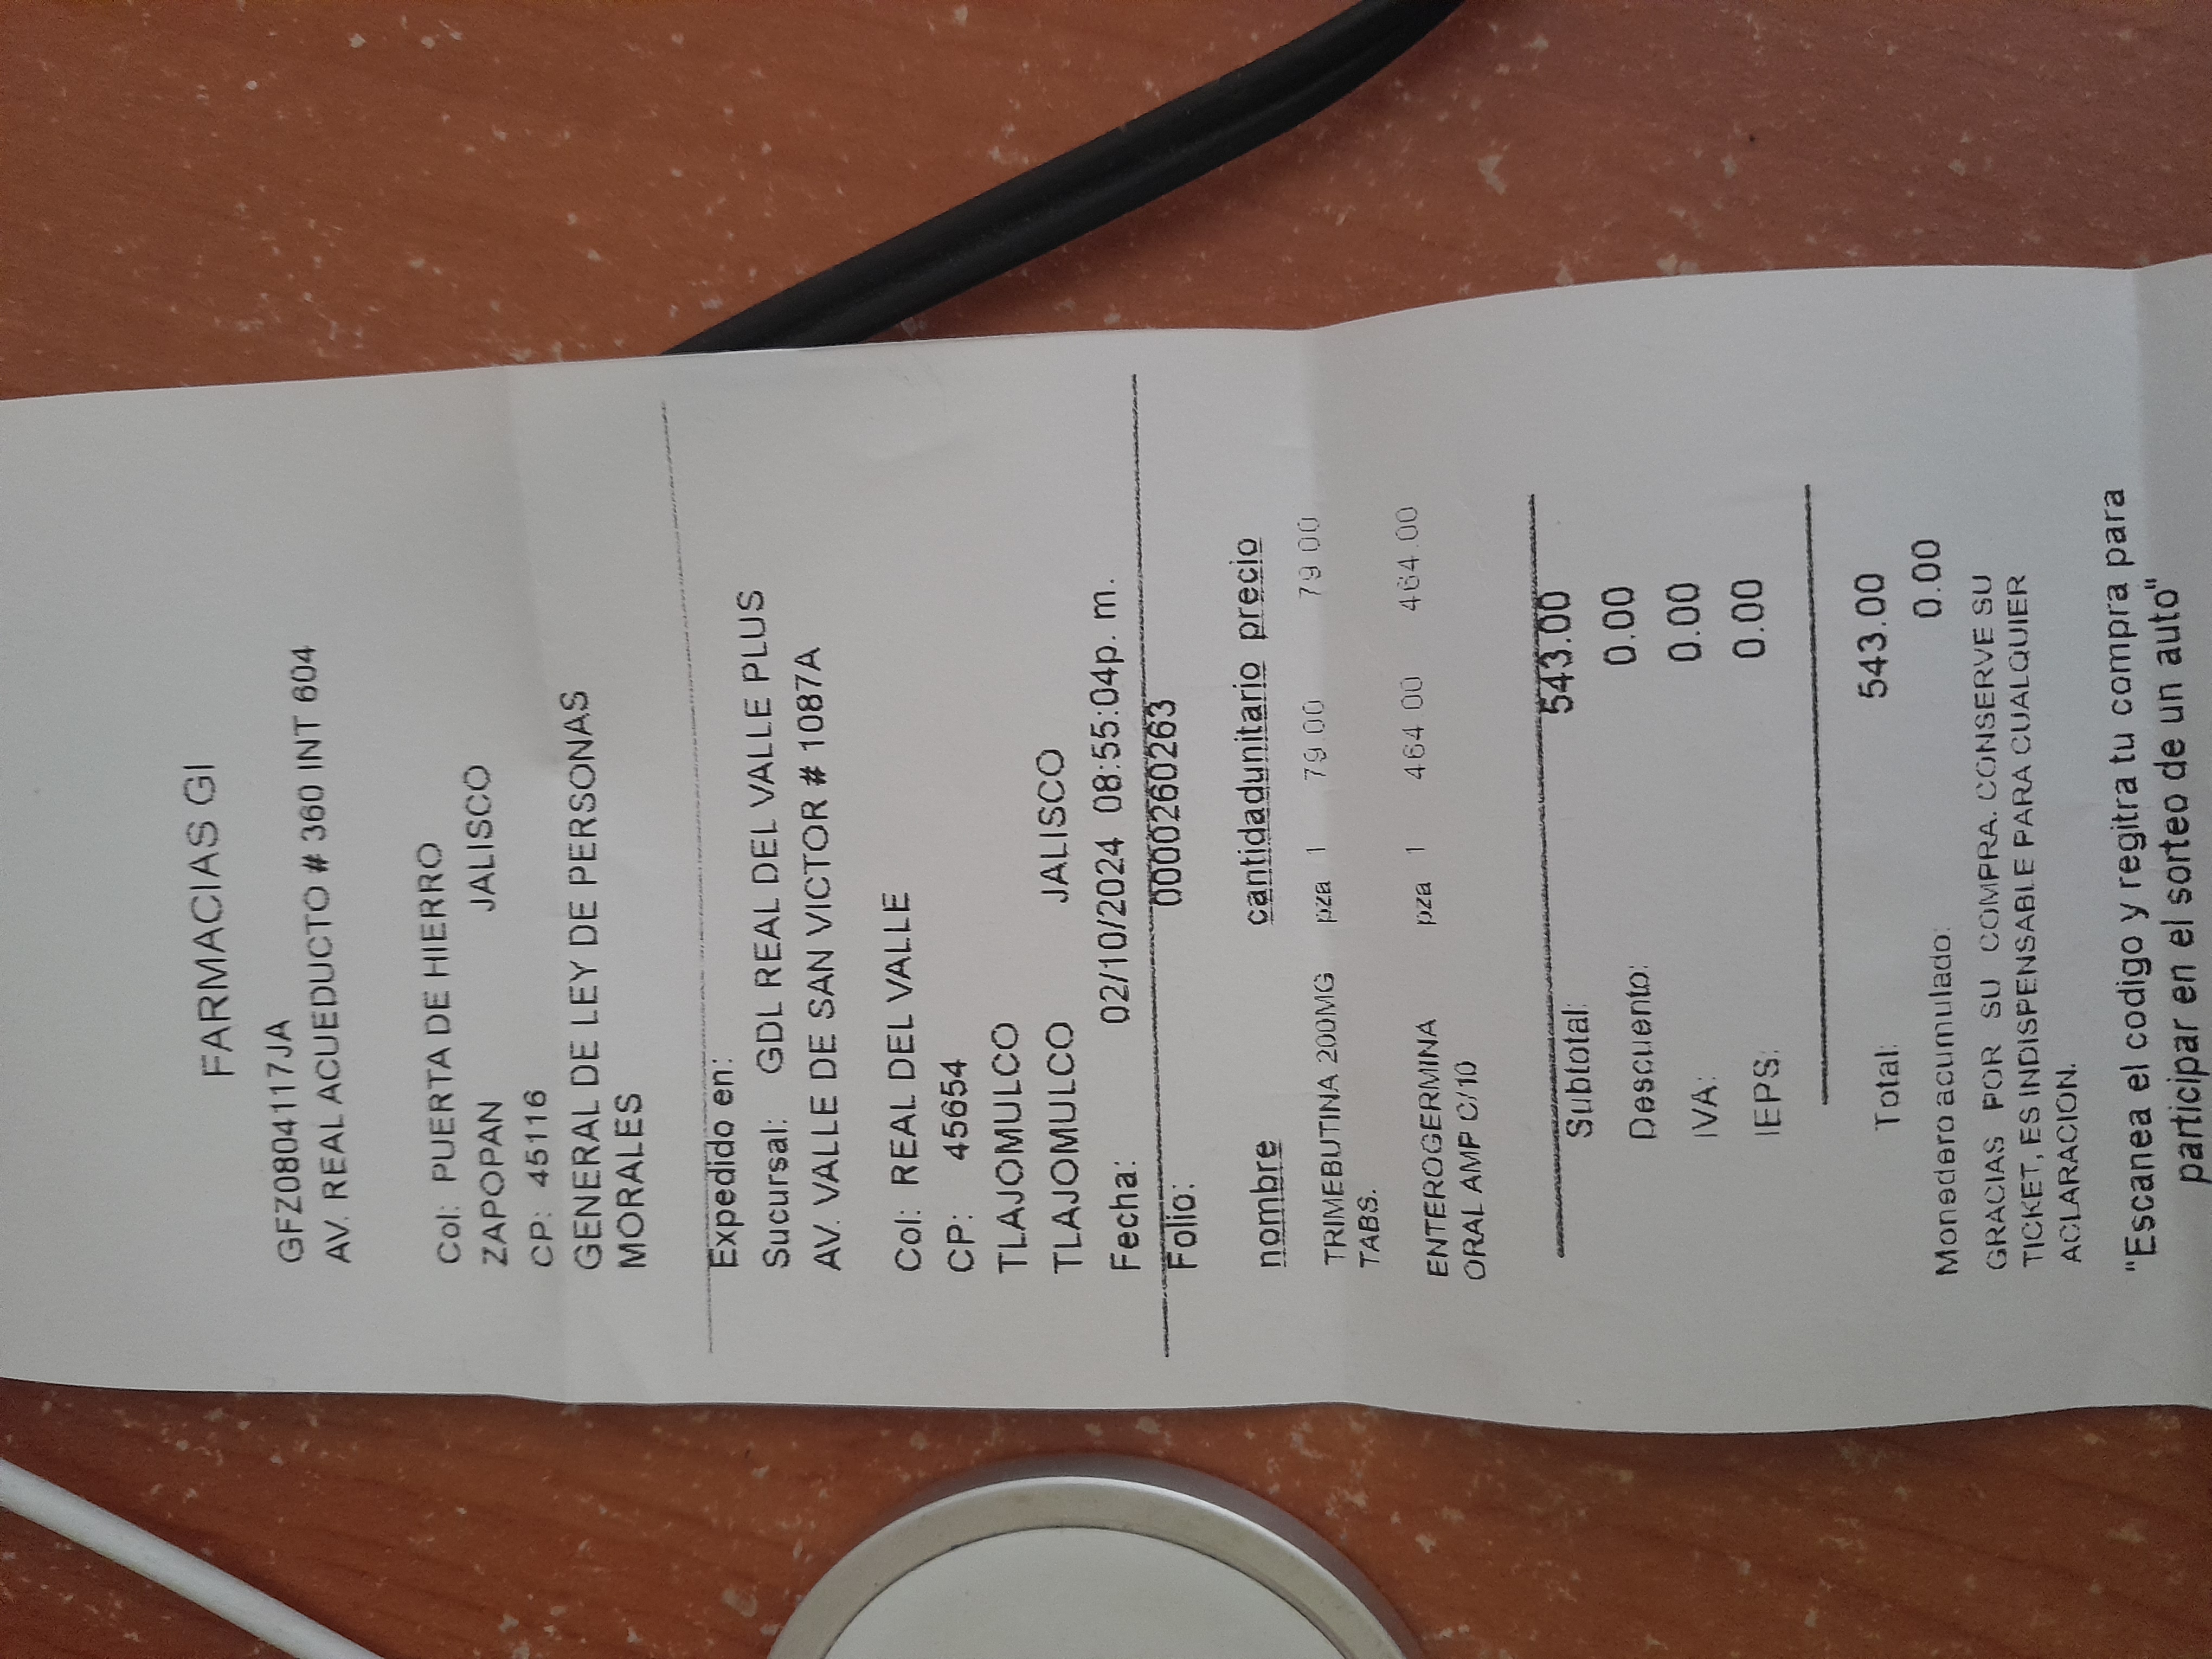 FARMACIAS GI
GFZ0804117JA
AV. REAL ACUEDUCTO # 360 INT 604
Col: PUERTA DE HIERRO
ZAPOPAN JALISCO
CP: 45116
GENERAL DE LEY DE PERSONAS
MORALES
Expedido en:
Sucursal: GDL REAL DEL VALLE PLUS
AV. VALLE DE SAN VICTOR # 1087A
Col: REAL DEL VALLE
CP: 45654
TLAJOMULCO
TLAJOMULCO JALISCO
Fecha: 02/10/2024 08:55:04p. m.
Folio: 0000260263
nombre cantidadunitario precio
TRIMEBUTINA 200MG pza 1 79.00 79.00
TABS.
ENTEROGERMINA pza 1 464.00 464.00
ORAL AMP C/10
Subtotal: 543.00
Descuento: 0.00
IVA: 0.00
IEPS: 0.00
Total: 543.00
Monedero acumulado: 0.00
GRACIAS POR SU COMPRA. CONSERVE SU
TICKET, ES INDISPENSABLE PARA CUALQUIER
ACLARACION.
"Escanea el codigo y regitra tu compra para
participar en el sorteo de un auto"